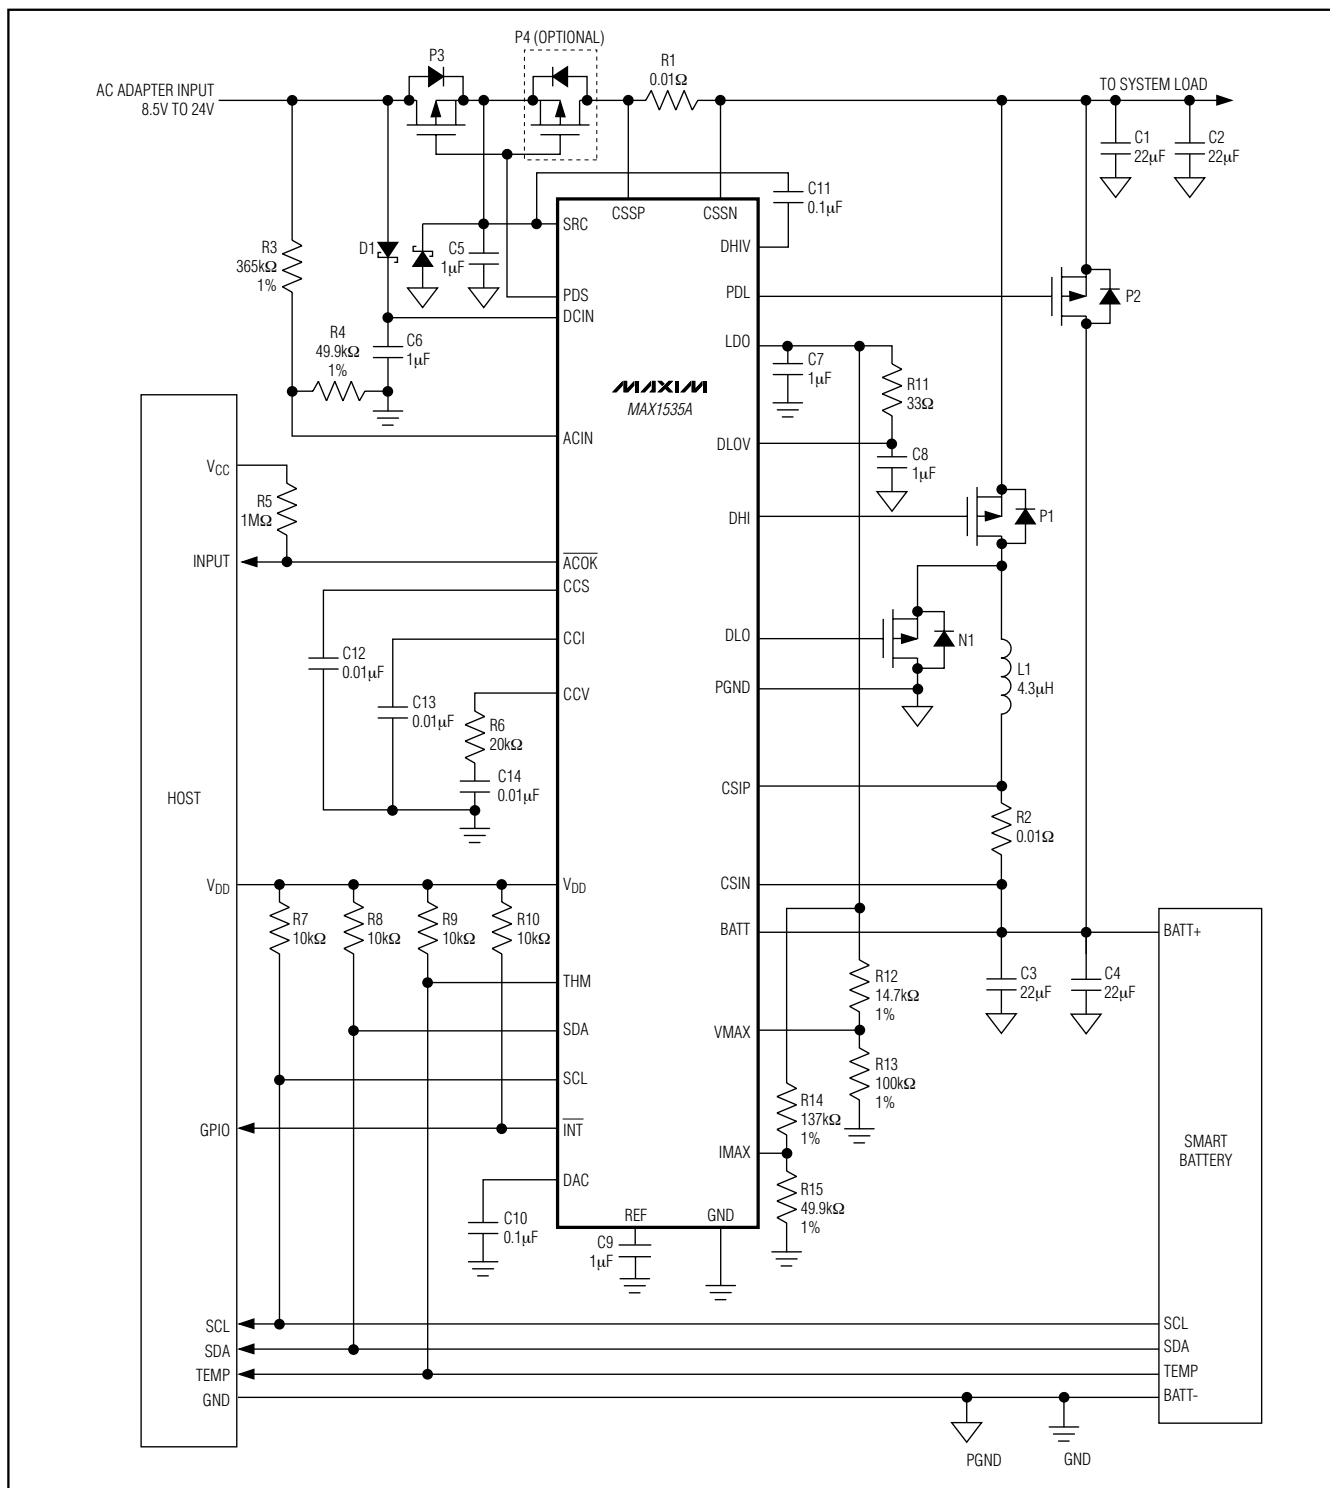 P4 (OPTIONAL)
P3
R1
0.01Ω
AC ADAPTER INPUT
8.5V TO 24V
TO SYSTEM LOAD
C1
22µF
C2
22µF
C11
0.1µF
CSSP
CSSN
SRC
DHIV
R3
365kΩ
1%
D1
C5
1µF
PDS
PDL
P2
DCIN
LDO
R4
49.9kΩ
1%
C6
1µF
C7
1µF
R11
33Ω
MAXIM
MAX1535A
ACIN
DLOV
C8
1µF
VCC
R5
1MΩ
DHI
P1
INPUT
ACOK
CCS
CCI
DLO
N1
C12
0.01µF
C13
0.01µF
CCV
PGND
L1
4.3µH
R6
20kΩ
C14
0.01µF
HOST
CSIP
R2
0.01Ω
VDD
VDD
CSIN
R7
10kΩ
R8
10kΩ
R9
10kΩ
R10
10kΩ
BATT
BATT+
THM
R12
14.7kΩ
1%
C3
22µF
C4
22µF
SDA
VMAX
SCL
R13
100kΩ
1%
R14
137kΩ
1%
GPIO
INT
IMAX
SMART
BATTERY
DAC
R15
49.9kΩ
1%
C10
0.1µF
REF
GND
C9
1µF
SCL
SCL
SDA
SDA
TEMP
TEMP
GND
BATT-
PGND
GND